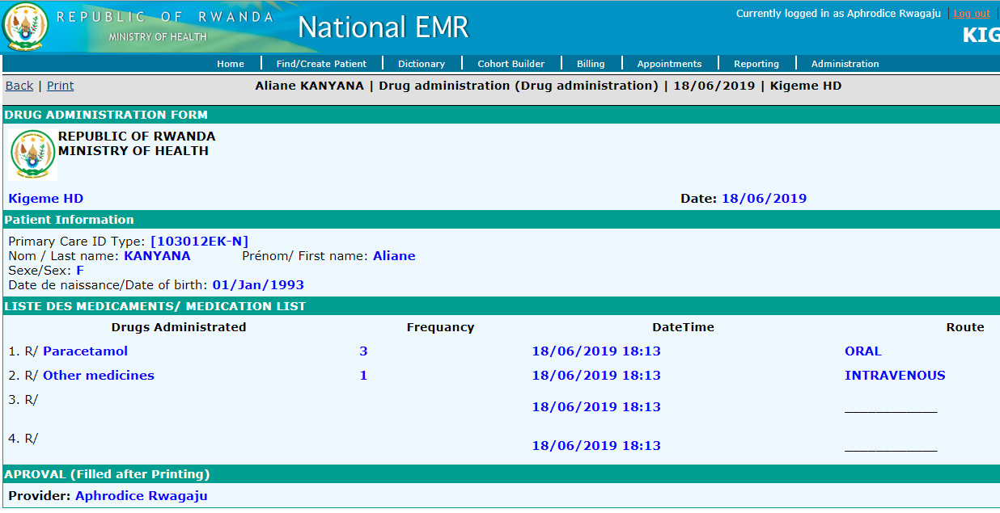 REPUBLIC OF RWANDA
MINISTRY OF HEALTH
National EMR
Currently logged in as Aphrodice Rwagaju | Log out |
KIG
Home | Find/Create Patient | Dictionary | Cohort Builder | Billing | Appointments | Reporting | Administration
Back | Print Aliane KANYANA | Drug administration (Drug administration) | 18/06/2019 | Kigeme HD
DRUG ADMINISTRATION FORM
REPUBLIC OF RWANDA
MINISTRY OF HEALTH
Kigeme HD Date: 18/06/2019
Patient Information
Primary Care ID Type: [103012EK-N]
Nom / Last name: KANYANA Prénom/ First name: Aliane
Sexe/Sex: F
Date de naissance/Date of birth: 01/Jan/1993
LISTE DES MEDICAMENTS/ MEDICATION LIST
Drugs Administrated Frequancy DateTime Route
1. R/ Paracetamol 3 18/06/2019 18:13 ORAL
2. R/ Other medicines 1 18/06/2019 18:13 INTRAVENOUS
3. R/ 18/06/2019 18:13 ____________
4. R/ 18/06/2019 18:13 ____________
APROVAL (Filled after Printing)
Provider: Aphrodice Rwagaju